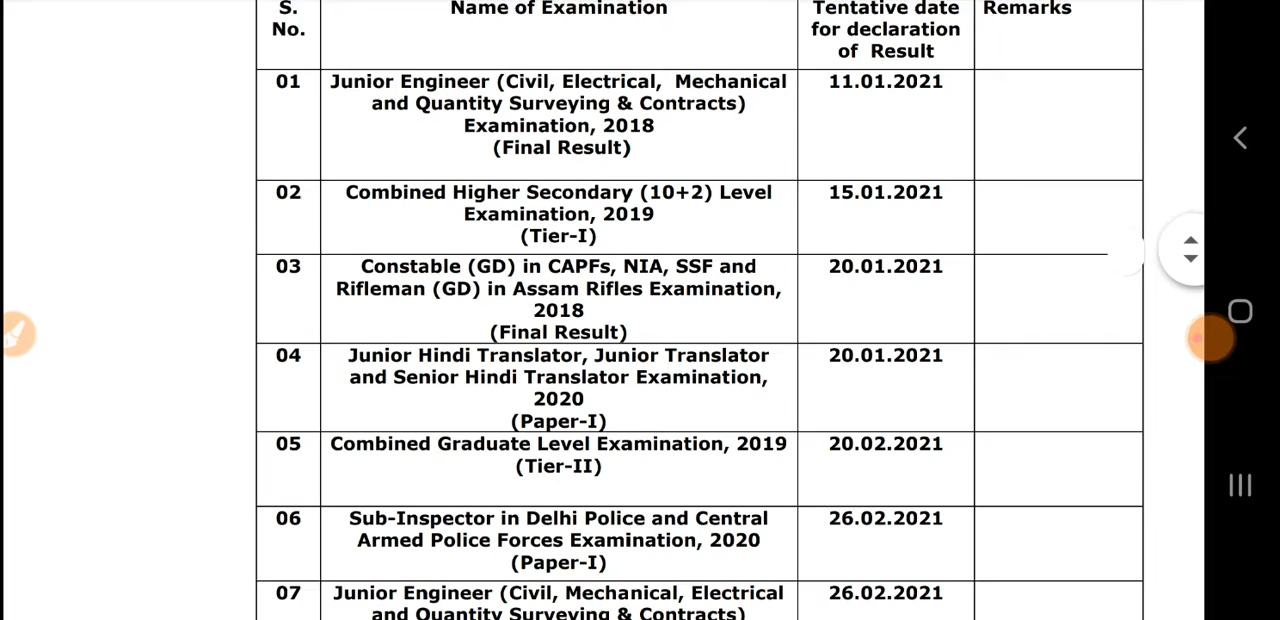 S. No.
Name of Examination
Tentative date for declaration of Result
Remarks
01
Junior Engineer (Civil, Electrical, Mechanical
and Quantity Surveying & Contracts)
Examination, 2018
(Final Result)
11.01.2021
02
Combined Higher Secondary (10+2) Level
Examination, 2019
(Tier-I)
15.01.2021
03
Constable (GD) in CAPFs, NIA, SSF and
Rifleman (GD) in Assam Rifles Examination,
2018
(Final Result)
20.01.2021
04
Junior Hindi Translator, Junior Translator
and Senior Hindi Translator Examination,
2020
(Paper-I)
20.01.2021
05
Combined Graduate Level Examination, 2019
(Tier-II)
20.02.2021
06
Sub-Inspector in Delhi Police and Central
Armed Police Forces Examination, 2020
(Paper-I)
26.02.2021
07
Junior Engineer (Civil, Mechanical, Electrical
and Quantity Surveying & Contracts)
26.02.2021